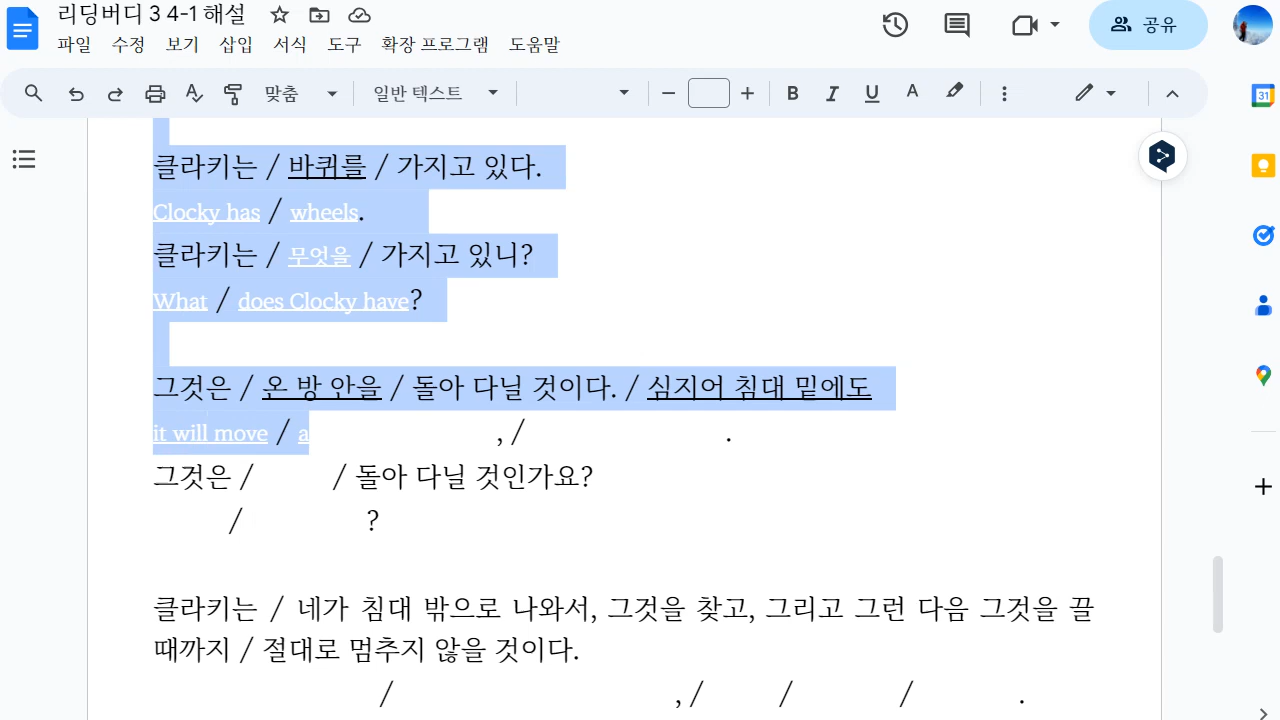 리딩버디 3 4-1 해설
파일 수정 보기 삽입 서식 도구 확장 프로그램 도움말
공유
맞춤 일반 텍스트 B I U A
31
클라키는 / 바퀴를 / 가지고 있다.
Clocky has / wheels.
클라키는 / 무엇을 / 가지고 있니?
What / does Clocky have?
그것은 / 온 방 안을 / 돌아 다닐 것이다. / 심지어 침대 밑에도
it will move / a , / .
그것은 / / 돌아 다닐 것인가요?
/ ?
클라키는 / 네가 침대 밖으로 나와서, 그것을 찾고, 그리고 그런 다음 그것을 끌
때까지 / 절대로 멈추지 않을 것이다.
/ , / / / .